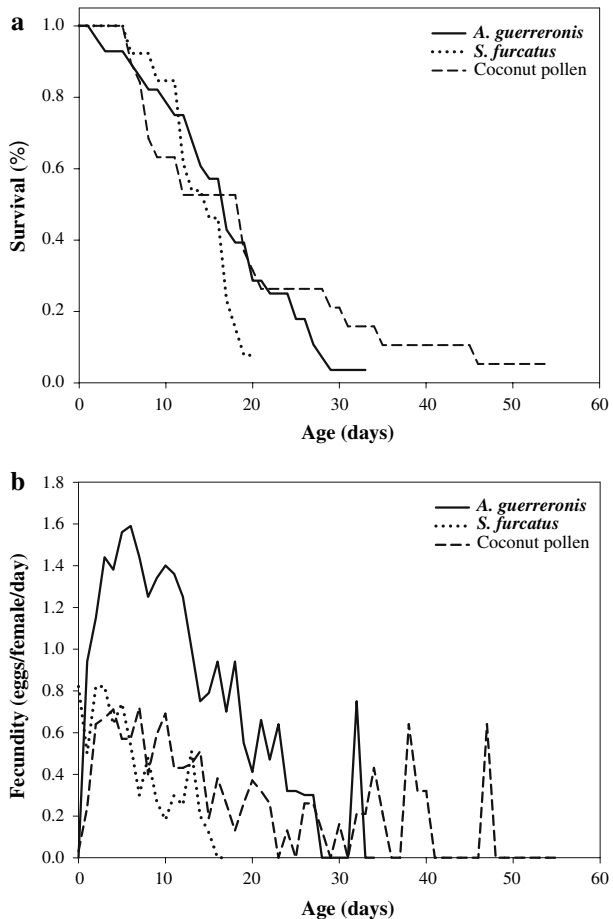 a
1.0
0.8
0.6
0.4
0.2
0.0
Survival (%)
A. guerreronis
S. furcatus
Coconut pollen
0 10 20 30 40 50 60
Age (days)
b
1.8
1.6
1.4
1.2
1.0
0.8
0.6
0.4
0.2
0.0
Fecundity (eggs/female/day)
A. guerreronis
S. furcatus
Coconut pollen
0 10 20 30 40 50 60
Age (days)